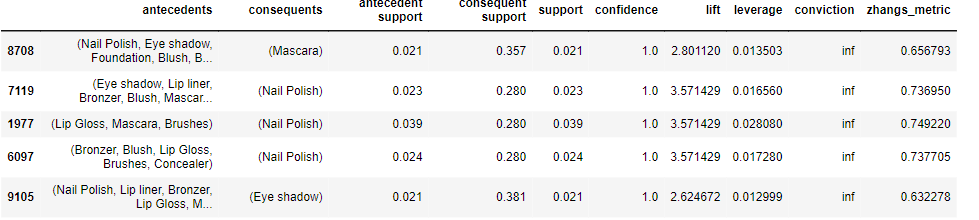 antecedents consequents antecedent support consequent support support confidence lift leverage conviction zhangs_metric
8708 (Nail Polish, Eye shadow, Foundation, Blush, B... (Mascara) 0.021 0.357 0.021 1.0 2.801120 0.013503 inf 0.656793
7119 (Eye shadow, Lip liner, Bronzer, Blush, Mascar... (Nail Polish) 0.023 0.280 0.023 1.0 3.571429 0.016560 inf 0.736950
1977 (Lip Gloss, Mascara, Brushes) (Nail Polish) 0.039 0.280 0.039 1.0 3.571429 0.028080 inf 0.749220
6097 (Bronzer, Blush, Lip Gloss, Brushes, Concealer) (Nail Polish) 0.024 0.280 0.024 1.0 3.571429 0.017280 inf 0.737705
9105 (Nail Polish, Lip liner, Bronzer, Lip Gloss, M... (Eye shadow) 0.021 0.381 0.021 1.0 2.624672 0.012999 inf 0.632278